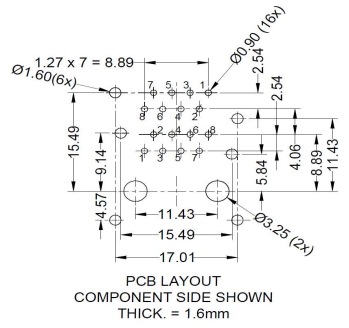 1.27 x 7 = 8.89
Ø0.90 (16x)
Ø1.60(6x)
7 5 3 1
8 6 4 2
2 4 6 8
1 3 5 7
2.54
2.54
15.49
9.14
4.57
5.84
4.06
8.89
11.43
11.43
15.49
17.01
Ø3.25 (2x)
PCB LAYOUT
COMPONENT SIDE SHOWN
THICK. = 1.6mm